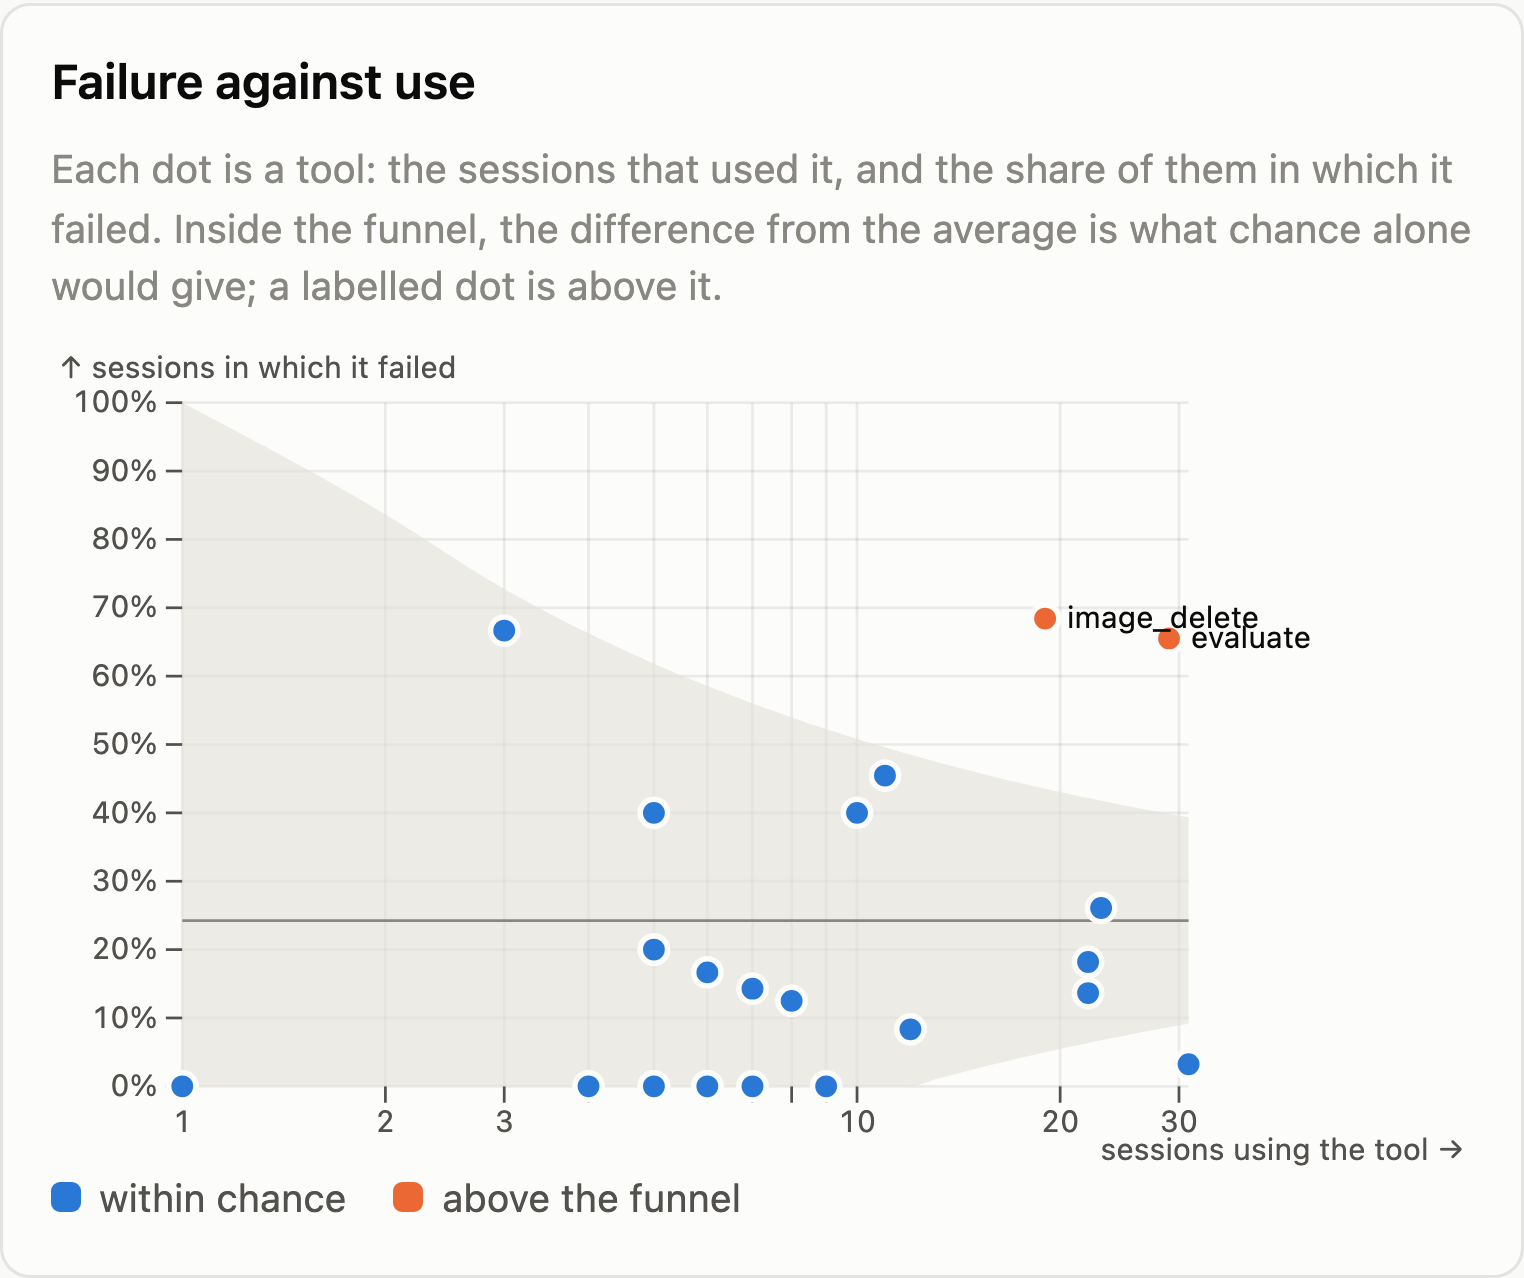 Failure against use
Each dot is a tool: the sessions that used it, and the share of them in which it
failed. Inside the funnel, the difference from the average is what chance alone
would give; a labelled dot is above it.
↑ sessions in which it failed
100%
90%
80%
70%
60%
50%
40%
30%
20%
10%
0%
image_delete
evaluate
1 2 3 10 20 30
sessions using the tool →
within chance above the funnel